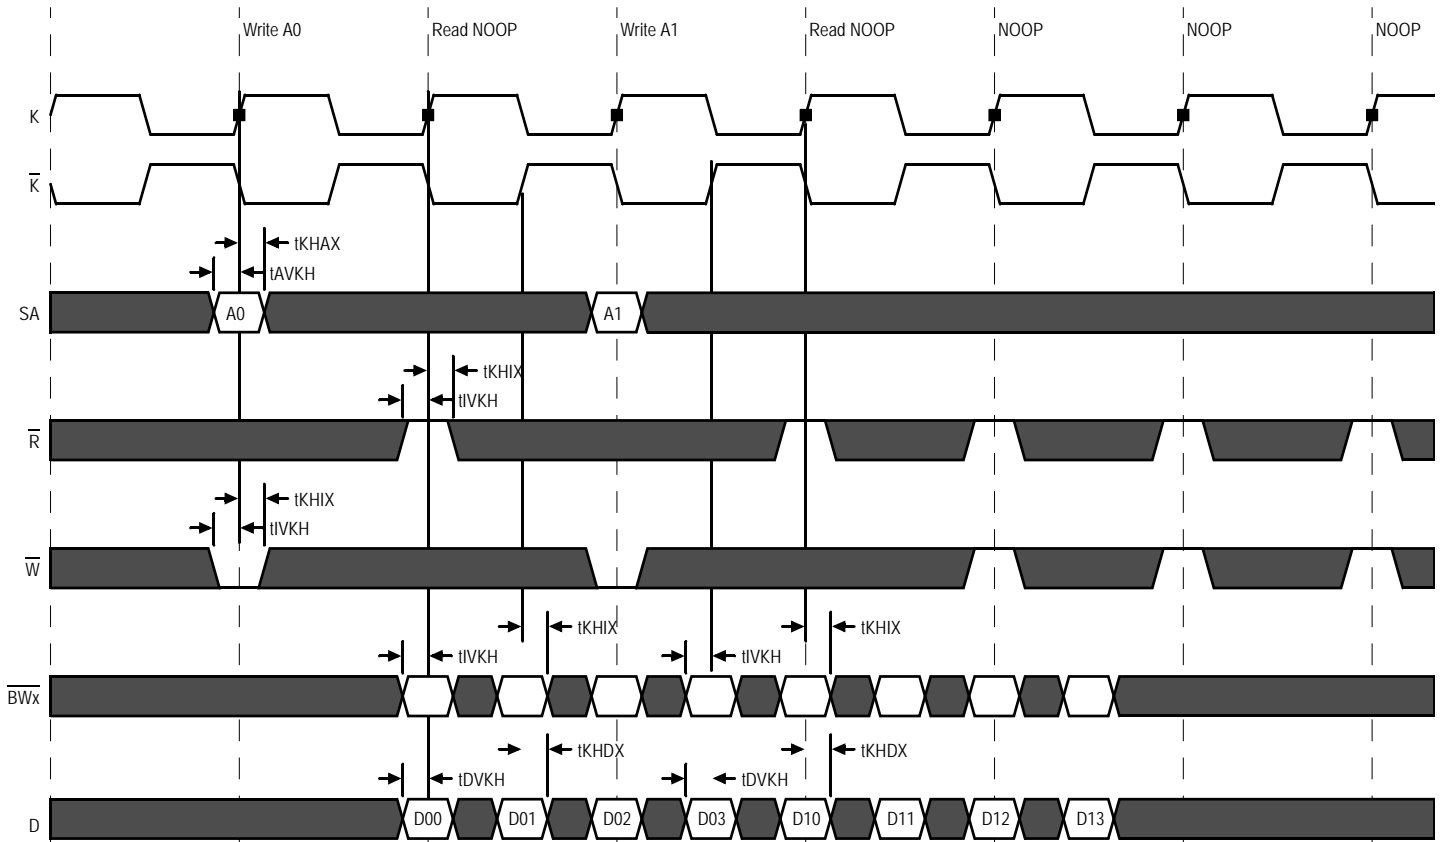 Write A0 Read NOOP Write A1 Read NOOP NOOP NOOP NOOP
K
K̅
tKHAX
tAVKH
SA A0 A1
tKHIX
tIVKH
R̅
tKHIX
tIVKH
W̅
tKHIX tKHIX
tIVKH tIVKH
B̅W̅x̅
tKHDX tKHDX
tDVKH tDVKH
D D00 D01 D02 D03 D10 D11 D12 D13